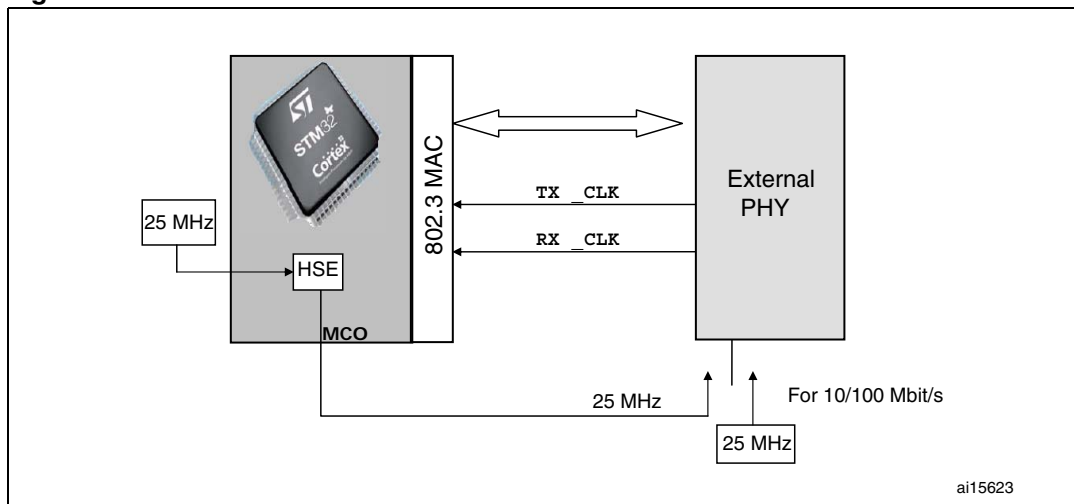 STM32
Cortex
802.3 MAC
TX _CLK
RX _CLK
External
PHY
25 MHz
HSE
MCO
25 MHz
For 10/100 Mbit/s
25 MHz
ai15623